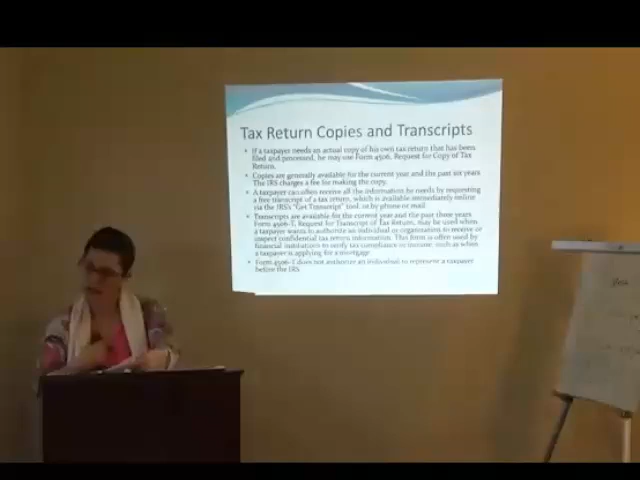 Tax Return Copies and Transcripts
• If a taxpayer needs an actual copy of his own tax return that has been
filed and processed, he may use Form 4506, Request for Copy of Tax
Return.
• Copies are generally available for the current year and the past six years.
The IRS charges a fee for making the copy.
• A taxpayer can often receive all the information he needs by requesting
a free transcript of a tax return, which is available immediately online
via the IRS's "Get Transcript" tool, or by phone or mail.
• Transcripts are available for the current year and the past three years.
Form 4506-T, Request for Transcript of Tax Return, may be used when
a taxpayer wants to authorize an individual or organization to receive or
inspect confidential tax return information. This form is often used by
financial institutions to verify tax compliance or income, such as when
a taxpayer is applying for a mortgage.
• Form 4506-T does not authorize an individual to represent a taxpayer
before the IRS.